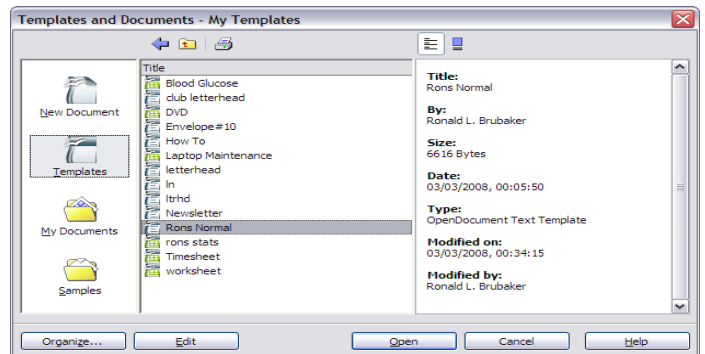 Templates and Documents - My Templates
Title
New Document
Templates
My Documents
Samples
Blood Glucose
club letterhead
DVD
Envelope#10
How To
Laptop Maintenance
letterhead
ln
ltrhd
Newsletter
Rons Normal
rons stats
Timesheet
worksheet
Title:
Rons Normal
By:
Ronald L. Brubaker
Size:
6616 Bytes
Date:
03/03/2008, 00:05:50
Type:
OpenDocument Text Template
Modified on:
03/03/2008, 00:34:15
Modified by:
Ronald L. Brubaker
Organize... Edit Open Cancel Help